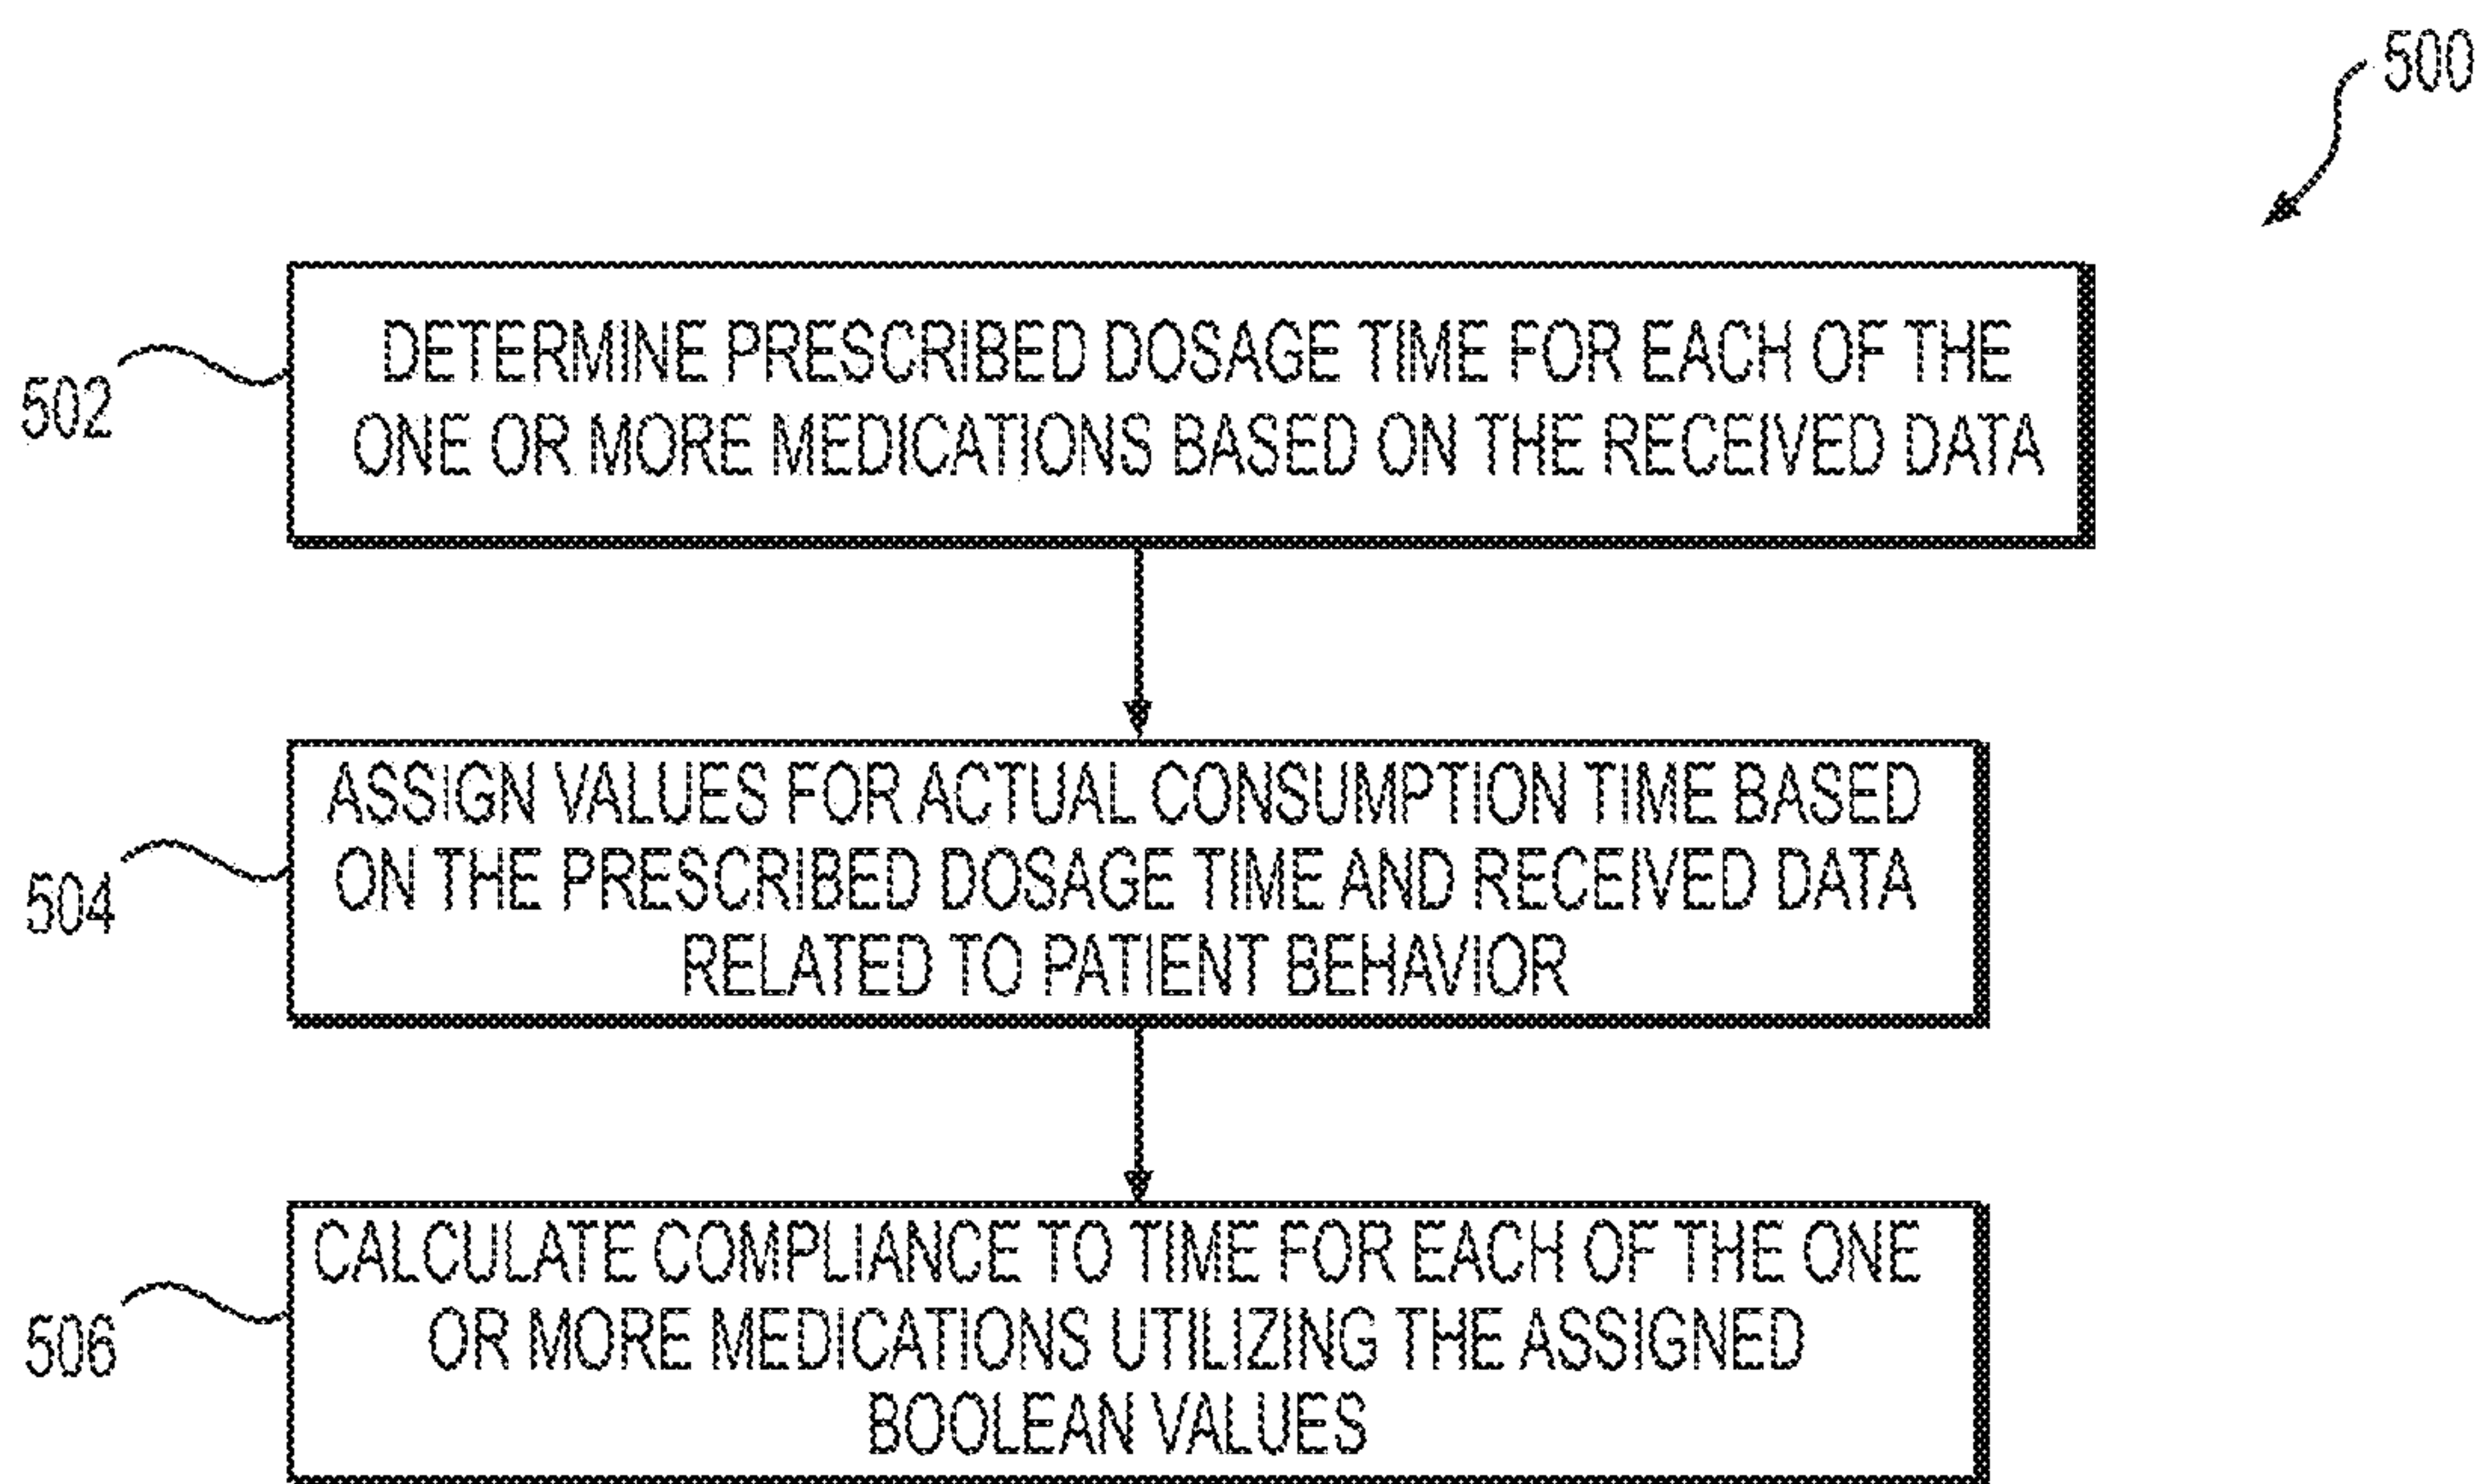 500
502
DETERMINE PRESCRIBED DOSAGE TIME FOR EACH OF THE
ONE OR MORE MEDICATIONS BASED ON THE RECEIVED DATA
504
ASSIGN VALUES FOR ACTUAL CONSUMPTION TIME BASED
ON THE PRESCRIBED DOSAGE TIME AND RECEIVED DATA
RELATED TO PATIENT BEHAVIOR
506
CALCULATE COMPLIANCE TO TIME FOR EACH OF THE ONE
OR MORE MEDICATIONS UTILIZING THE ASSIGNED
BOOLEAN VALUES